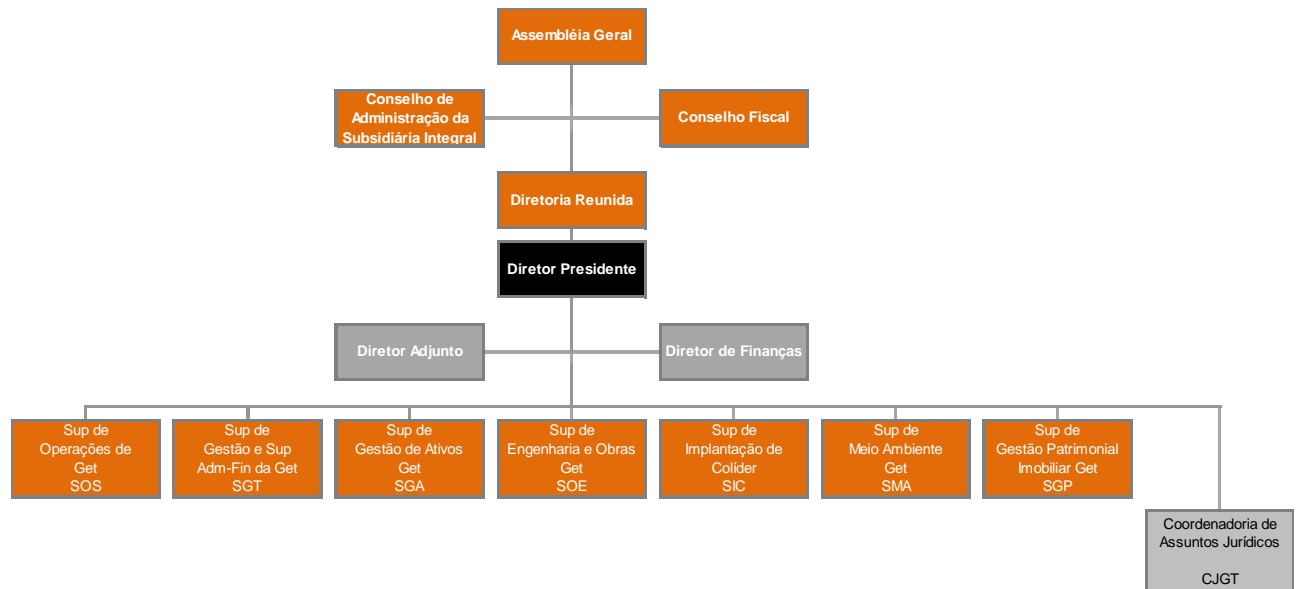 Assembléia Geral
Conselho de
Administração da
Subsidiária Integral
Conselho Fiscal
Diretoria Reunida
Diretor Presidente
Diretor Adjunto
Diretor de Finanças
Sup de
Operações de
Get
SOS
Sup de
Gestão e Sup
Adm-Fin da Get
SGT
Sup de
Gestão de Ativos
Get
SGA
Sup de
Engenharia e Obras
Get
SOE
Sup de
Implantação de
Colíder
SIC
Sup de
Meio Ambiente
Get
SMA
Sup de
Gestão Patrimonial
Imobiliar Get
SGP
Coordenadoria de
Assuntos Jurídicos
CJGT